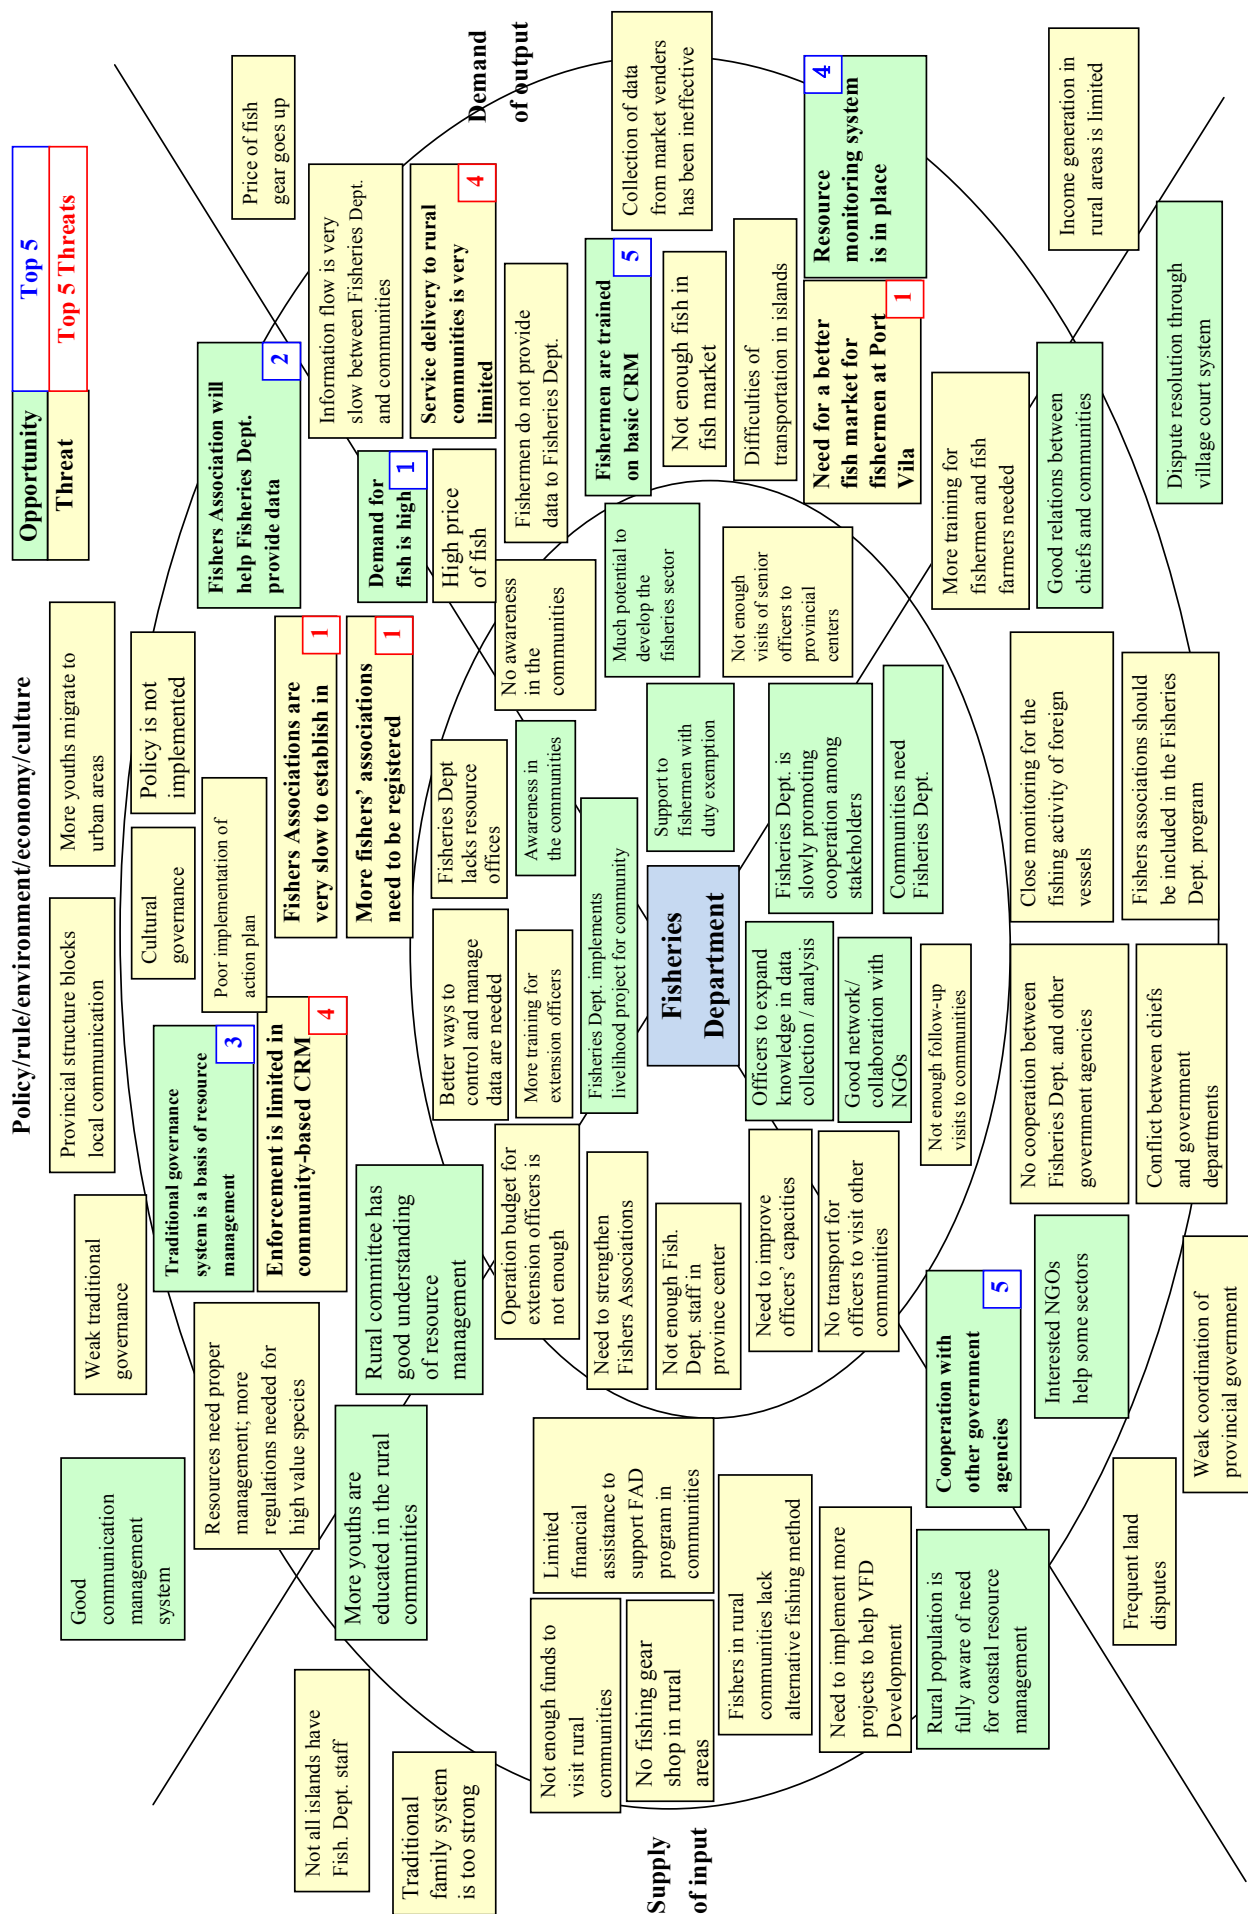 Policy/rule/environment/economy/culture
Opportunity
Top 5
Threat
Top 5 Threats
Good
communication
management
system
Weak traditional
governance
Provincial structure blocks
local communication
More youths migrate to
urban areas
Cultural
governance
Policy is not
implemented
Resources need proper
management; more
regulations needed for
high value species
Traditional governance
system is a basis of resource
management
3
Poor implementation of
action plan
Fishers Association will
help Fisheries Dept.
provide data
2
Price of fish
gear goes up
Enforcement is limited in
community-based CRM
4
Fishers Associations are
very slow to establish in
1
More fishers’ associations
need to be registered
1
Not all islands have
Fish. Dept. staff
More youths are
educated in the rural
communities
Rural committee has
good understanding
of resource
management
Demand for
fish is high
1
Information flow is very
slow between Fisheries Dept.
and communities
Traditional
family system
is too strong
Better ways to
control and manage
data are needed
Fisheries Dept
lacks resource
offices
High price
of fish
Service delivery to rural
communities is very
limited
4
Demand
of output
Operation budget for
extension officers is
not enough
More training for
extension officers
Awareness in
the communities
No awareness
in the
communities
Fishermen do not provide
data to Fisheries Dept.
Not enough funds to
visit rural
communities
Limited
financial
assistance to
support FAD
program in
communities
Need to strengthen
Fishers Associations
Fisheries Dept. implements
livelihood project for community
Much potential to
develop the
fisheries sector
Fishermen are trained
on basic CRM
5
Collection of data
from market venders
has been ineffective
Supply
of input
No fishing gear
shop in rural
areas
Not enough Fish.
Dept. staff in
province center
Fisheries
Department
Support to
fishermen with
duty exemption
Not enough fish in
fish market
Fishers in rural
communities lack
alternative fishing method
Need to improve
officers’ capacities
Officers to expand
knowledge in data
collection / analysis
Fisheries Dept. is
slowly promoting
cooperation among
stakeholders
Not enough
visits of senior
officers to
provincial
centers
Difficulties of
transportation in islands
Need to implement more
projects to help VFD
Development
No transport for
officers to visit other
communities
Good network/
collaboration with
NGOs
Communities need
Fisheries Dept.
Need for a better
fish market for
fishermen at Port
Vila
1
Resource
monitoring system
is in place
4
Rural population is
fully aware of need
for coastal resource
management
Cooperation with
other government
agencies
5
Not enough follow-up
visits to communities
More training for
fishermen and fish
farmers needed
Interested NGOs
help some sectors
No cooperation between
Fisheries Dept. and other
government agencies
Close monitoring for the
fishing activity of foreign
vessels
Good relations between
chiefs and communities
Income generation in
rural areas is limited
Frequent land
disputes
Weak coordination of
provincial government
Conflict between chiefs
and government
departments
Fishers associations should
be included in the Fisheries
Dept. program
Dispute resolution through
village court system